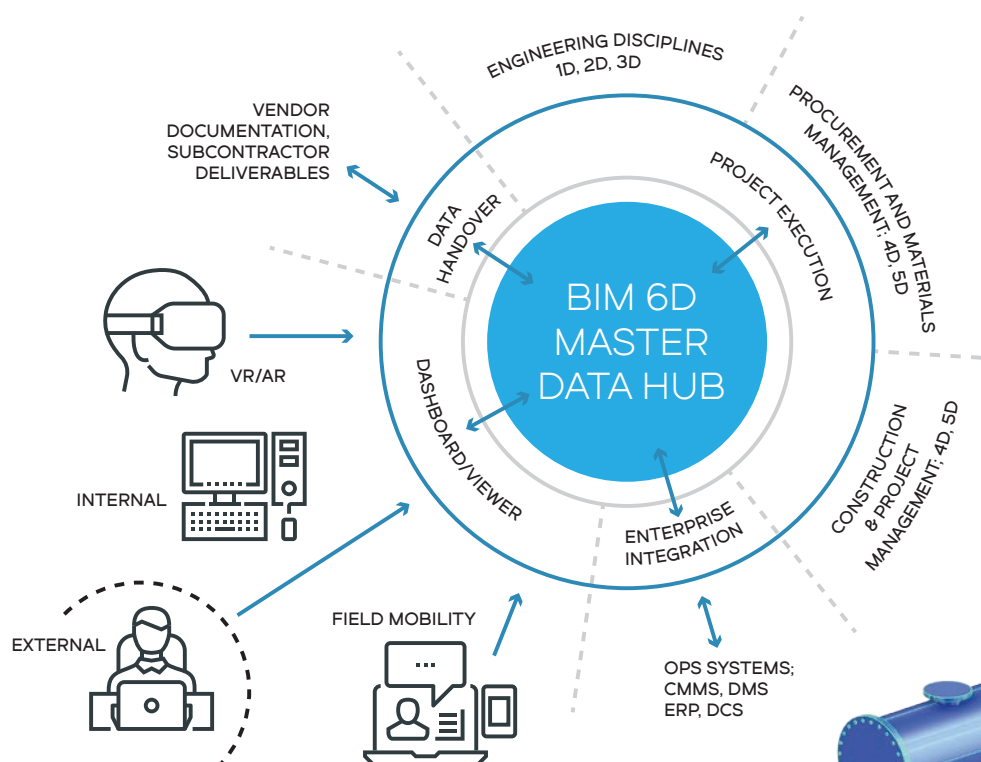 ENGINEERING DISCIPLINES
1D, 2D, 3D
VENDOR
DOCUMENTATION,
SUBCONTRACTOR
DELIVERABLES
PROCUREMENT AND MATERIALS
MANAGEMENT; 4D, 5D
PROJECT EXECUTION
DATA
HANDOVER
BIM 6D
MASTER
DATA HUB
VR/AR
DASHBOARD/VIEWER
CONSTRUCTION
& PROJECT
MANAGEMENT; 4D, 5D
INTERNAL
ENTERPRISE
INTEGRATION
EXTERNAL
FIELD MOBILITY
OPS SYSTEMS;
CMMS, DMS
ERP, DCS